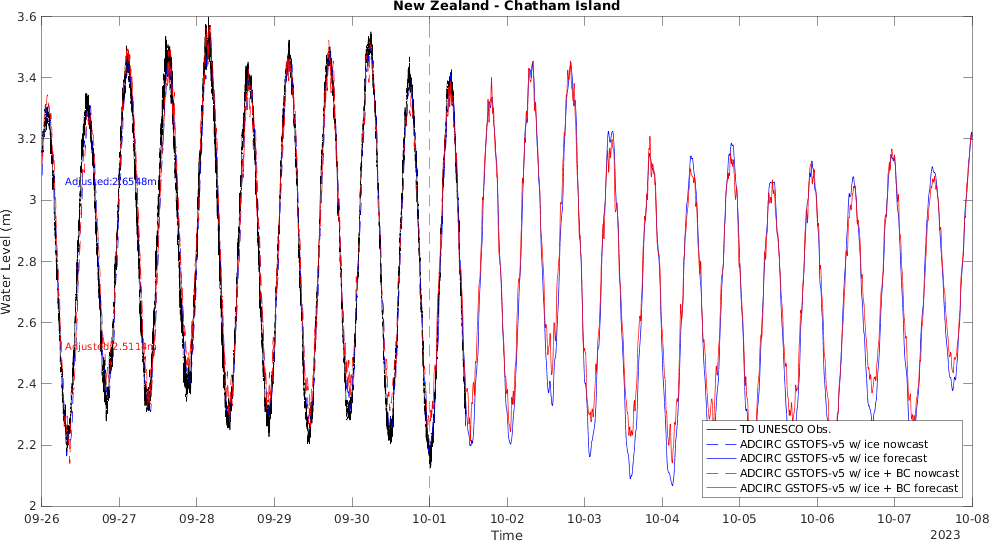 New Zealand - Chatham Island
3.6
3.4
3.2
3
2.8
2.6
2.4
2.2
2
Water Level (m)
Adjusted:2.6548m
Adjusted:2.5114m
TD UNESCO Obs.
ADCIRC GSTOFS-v5 w/ ice nowcast
ADCIRC GSTOFS-v5 w/ ice forecast
ADCIRC GSTOFS-v5 w/ ice + BC nowcast
ADCIRC GSTOFS-v5 w/ ice + BC forecast
09-26 09-27 09-28 09-29 09-30 10-01 10-02 10-03 10-04 10-05 10-06 10-07 10-08
Time
2023